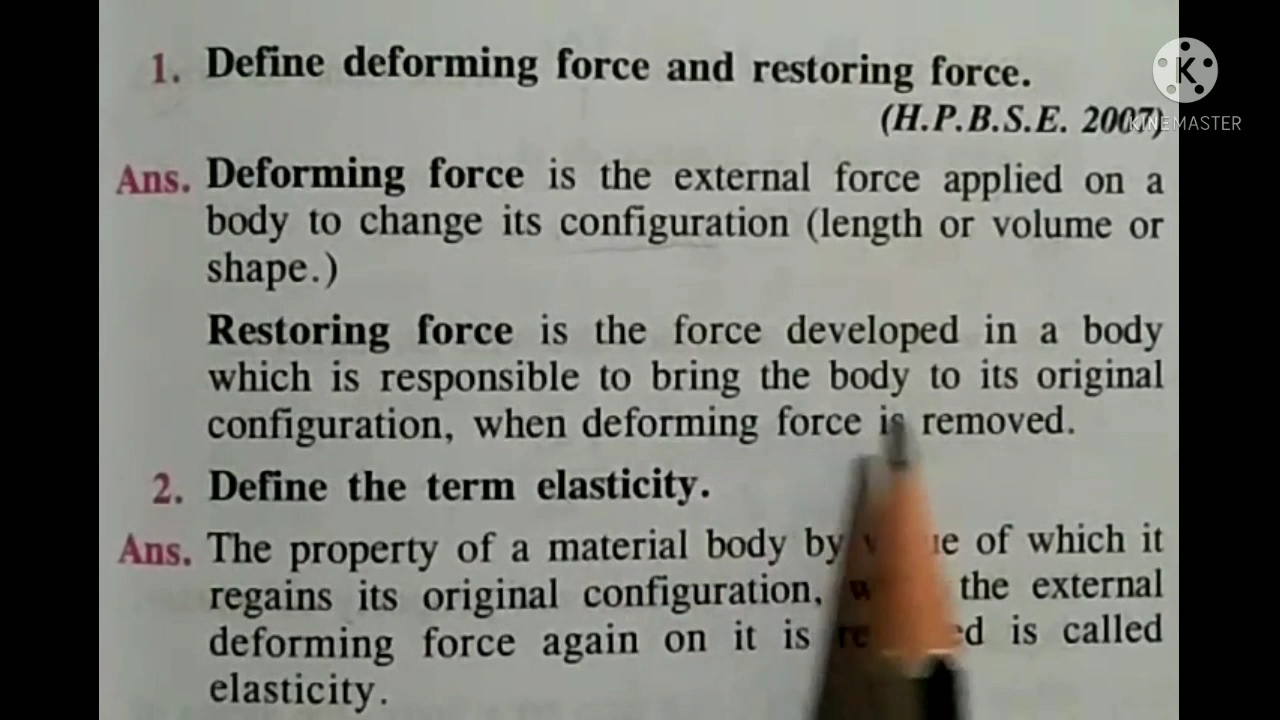 1. Define deforming force and restoring force.
(H.P.B.S.E. 2007)
K
KINEMASTER
Ans. Deforming force is the external force applied on a
body to change its configuration (length or volume or
shape.)
Restoring force is the force developed in a body
which is responsible to bring the body to its original
configuration, when deforming force is removed.
2. Define the term elasticity.
Ans. The property of a material body by of which it
regains its original configuration, the external
deforming force again on it is is called
elasticity.